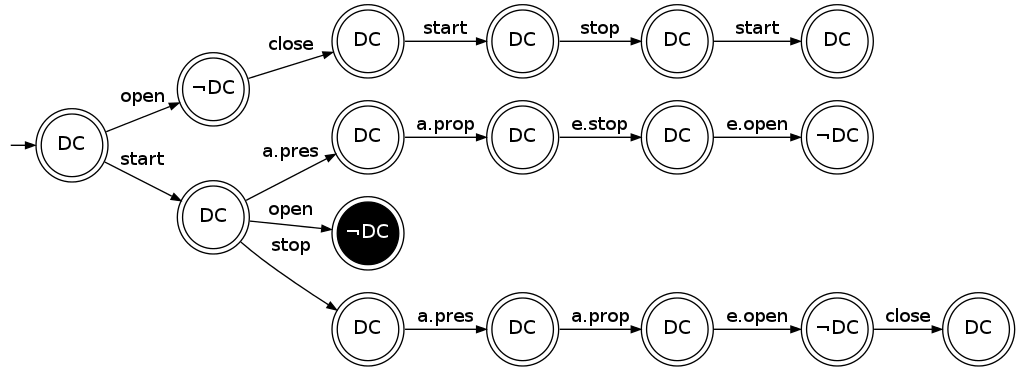 start stop start
DC DC DC DC
close
¬DC
open
a.prop e.stop e.open
DC DC DC ¬DC
DC
a.pres
start
open
DC
¬DC
stop
a.pres a.prop e.open close
DC DC DC ¬DC DC